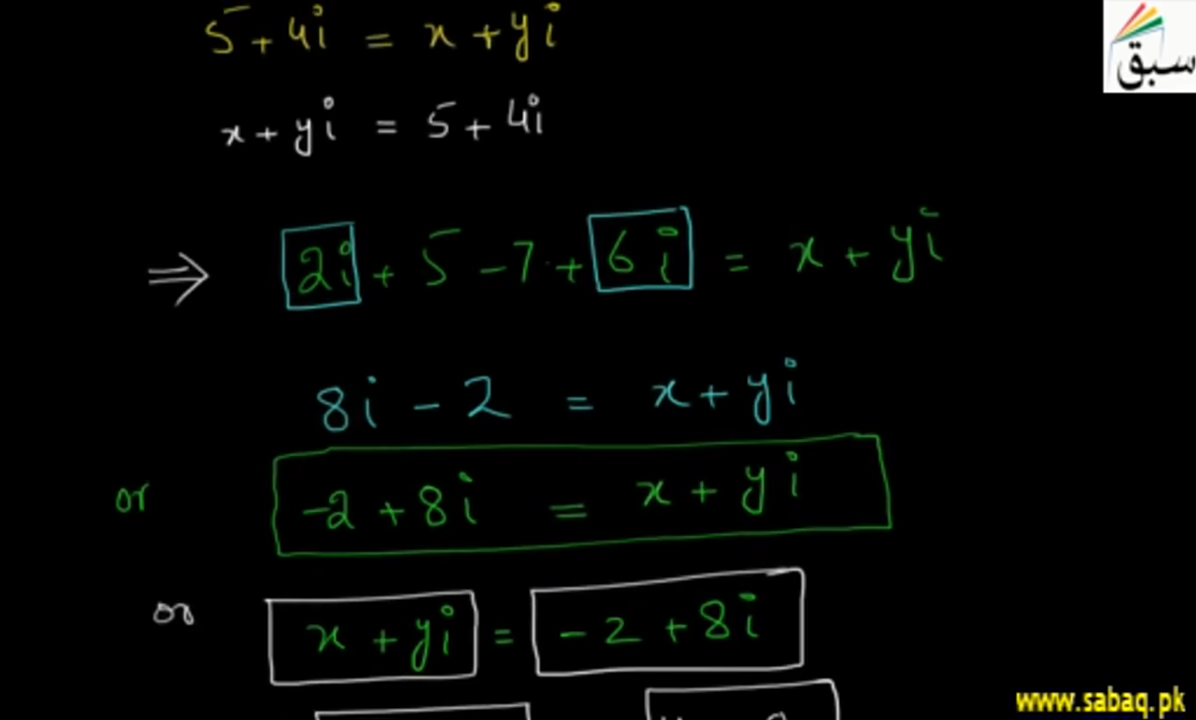 5 + 4i = x + yi
سبق
x + yi = 5 + 4i
⇒ 2i + 5 - 7 + 6i = x + yi
8i - 2 = x + yi
or -2 + 8i = x + yi
or x + yi = -2 + 8i
www.sabaq.pk